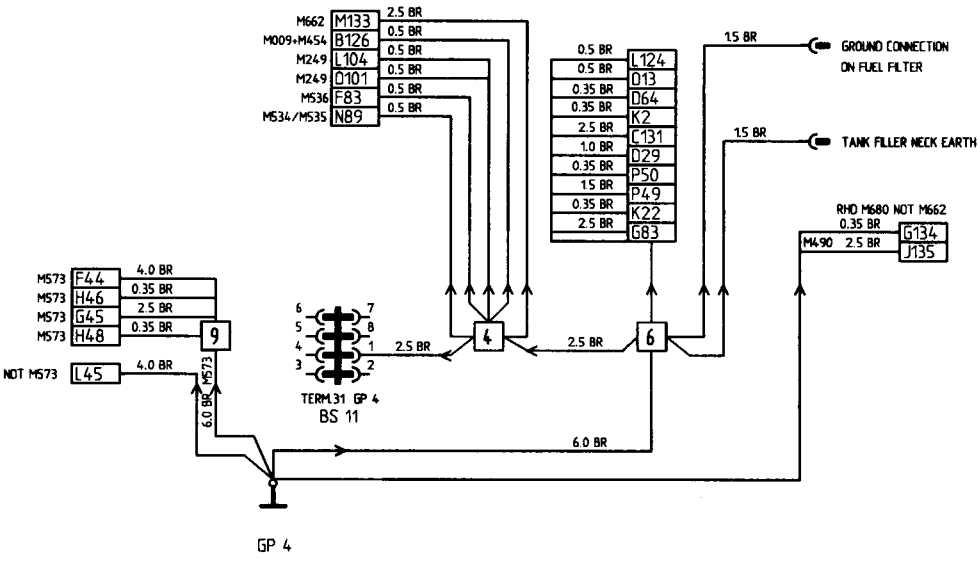 M662 M133 2.5 BR
M009+M454 B126 0.5 BR
M249 L104 0.5 BR
M249 D101 0.5 BR
M536 F83 0.5 BR
M534/M535 N89 0.5 BR
0.5 BR L124
0.5 BR D13
0.35 BR D64
0.35 BR K2
2.5 BR C131
1.0 BR D29
0.35 BR P50
1.5 BR P49
0.35 BR K22
2.5 BR G83
1.5 BR GROUND CONNECTION
ON FUEL FILTER
1.5 BR TANK FILLER NECK EARTH
RHD M680 NOT M662
0.35 BR G134
M490 2.5 BR J135
M573 F44 4.0 BR
M573 H46 0.35 BR
M573 G45 2.5 BR
M573 H48 0.35 BR
9
NOT M573 L45 4.0 BR
6.0 BR M573
6 7
5 8
4 1 2.5 BR
3 2
TERM.31 GP 4
BS 11
4
2.5 BR
6
6.0 BR
GP 4